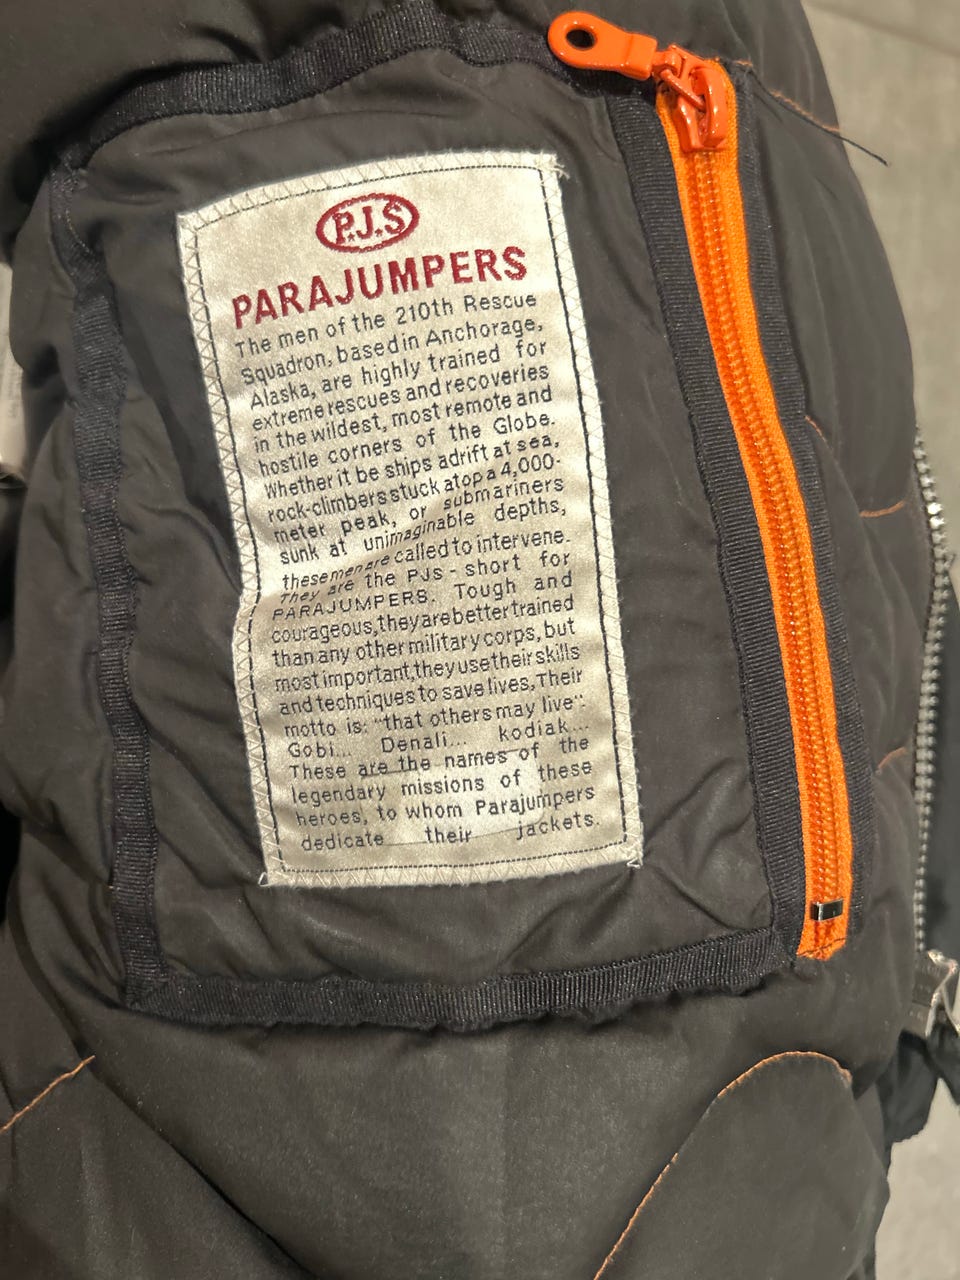 P.J.S
PARAJUMPERS
The men of the 210th Rescue
Squadron, based in Anchorage,
Alaska, are highly trained for
extreme rescues and recoveries
in the wildest, most remote and
hostile corners of the Globe.
Whether it be ships adrift at sea,
rock-climbers stuck atop a 4,000-
meter peak, or submariners
sunk at unimaginable depths,
these men are called to intervene.
They are the PJs - short for
PARAJUMPERS. Tough and
courageous, they are better trained
than any other military corps, but
most important, they use their skills
and techniques to save lives, Their
motto is: "that others may live":
Gobi... Denali... kodiak...
These are the names of the
legendary missions of these
heroes, to whom Parajumpers
dedicate their jackets.